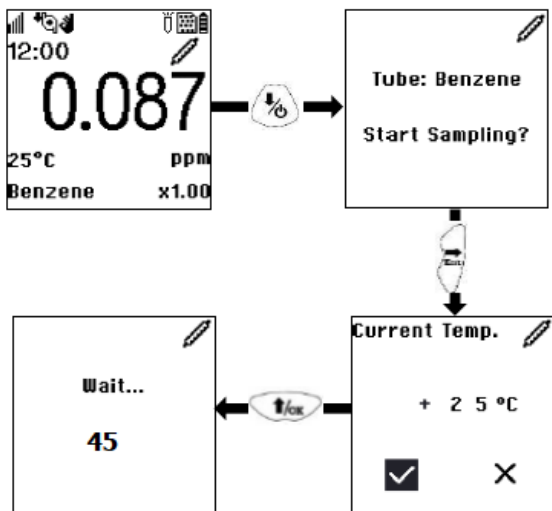 12:00
0.087
25°C ppm
Benzene x1.00
Tube: Benzene
Start Sampling?
Current Temp.
+ 2 5 °C
↑/OK
Wait...
45